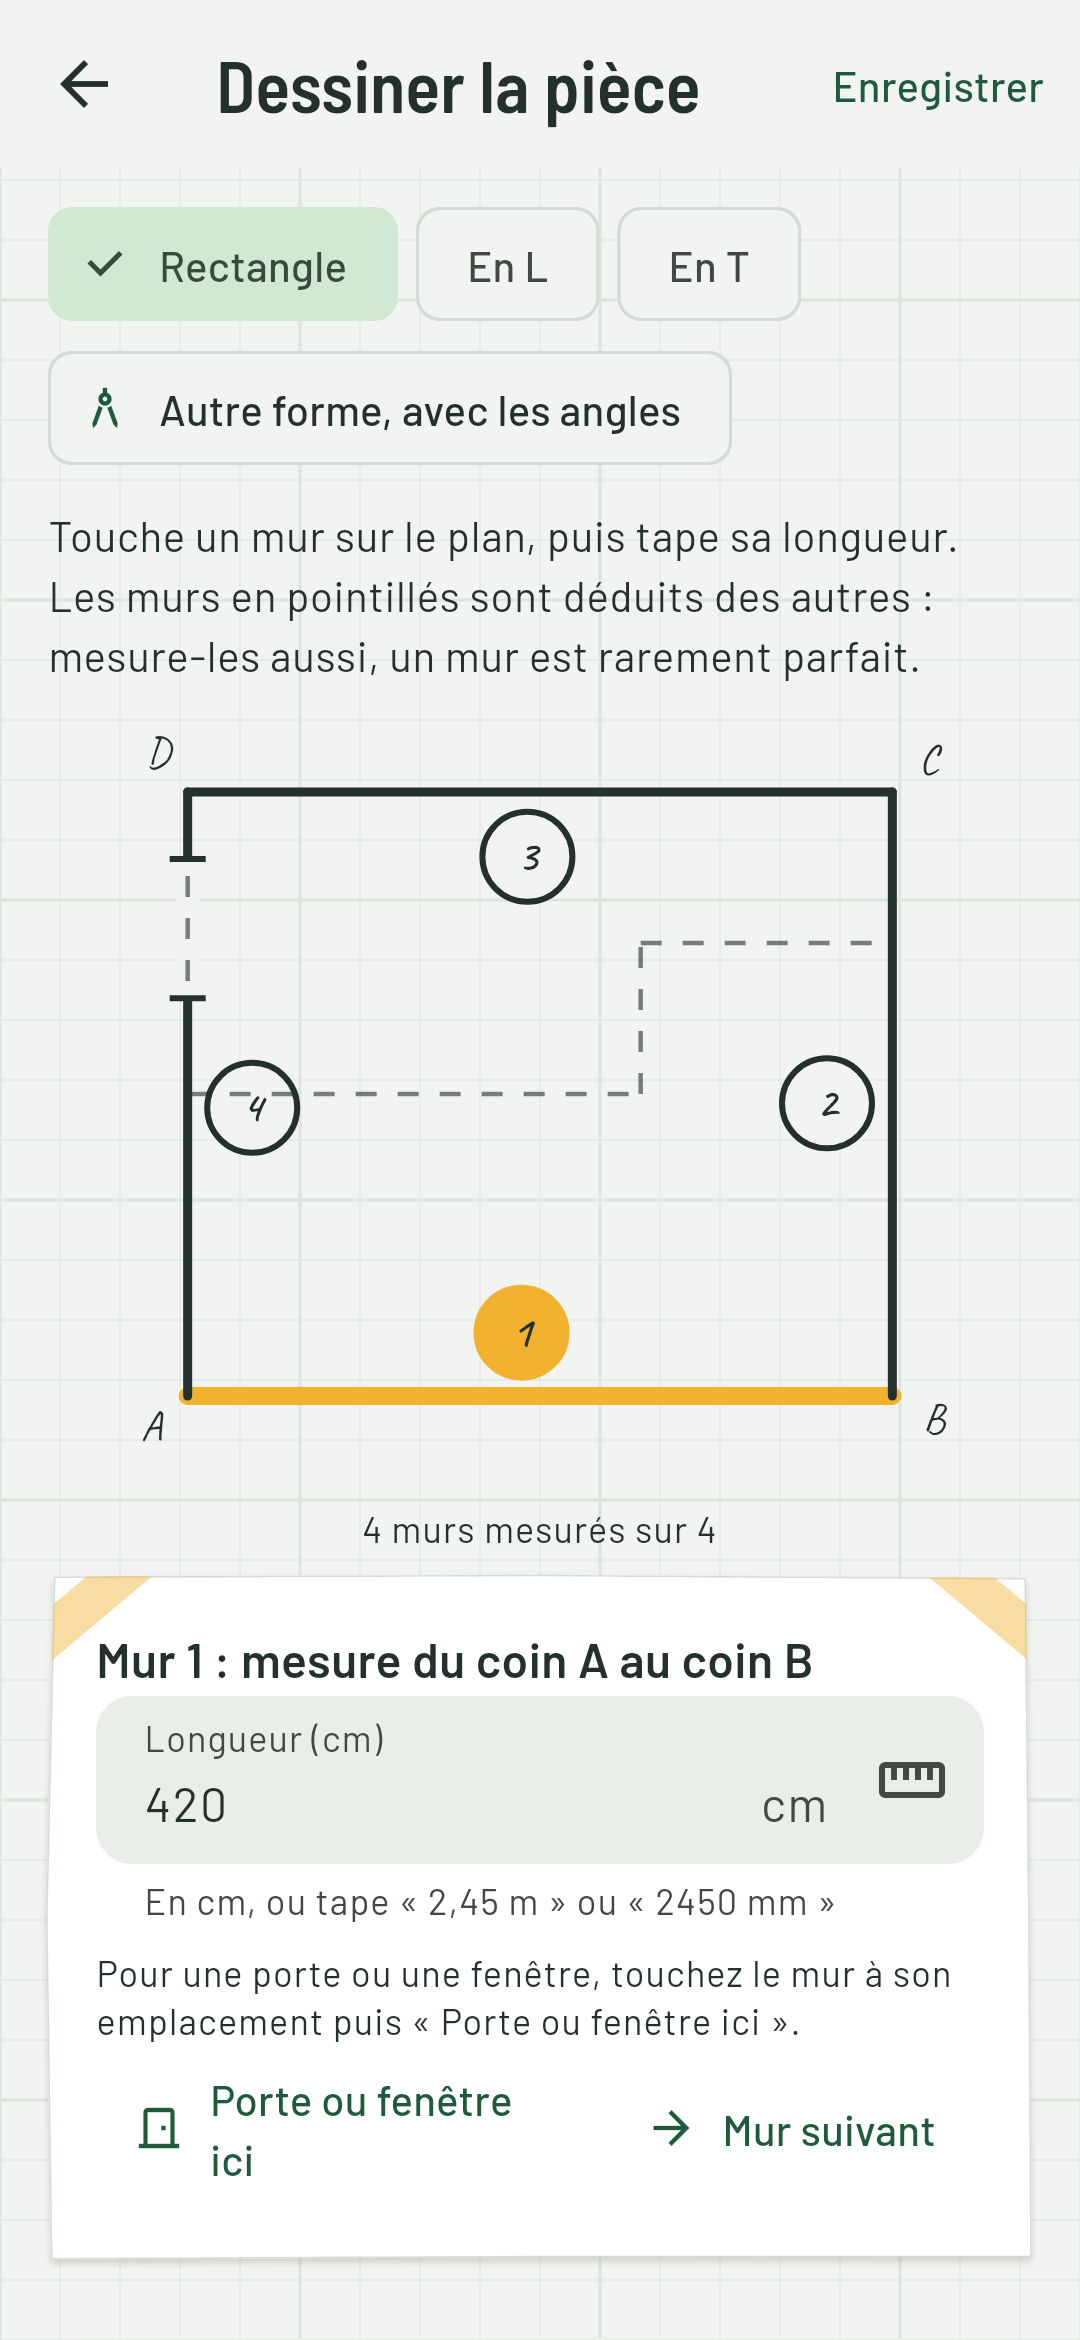 Dessiner la pièce
Enregistrer
Rectangle
En L
En T
Autre forme, avec les angles
Touche un mur sur le plan, puis tape sa longueur.
Les murs en pointillés sont déduits des autres :
mesure-les aussi, un mur est rarement parfait.
D
C
3
4
2
1
A
B
4 murs mesurés sur 4
Mur 1 : mesure du coin A au coin B
Longueur (cm)
420
cm
En cm, ou tape « 2,45 m » ou « 2450 mm »
Pour une porte ou une fenêtre, touchez le mur à son
emplacement puis « Porte ou fenêtre ici ».
Porte ou fenêtre
ici
Mur suivant